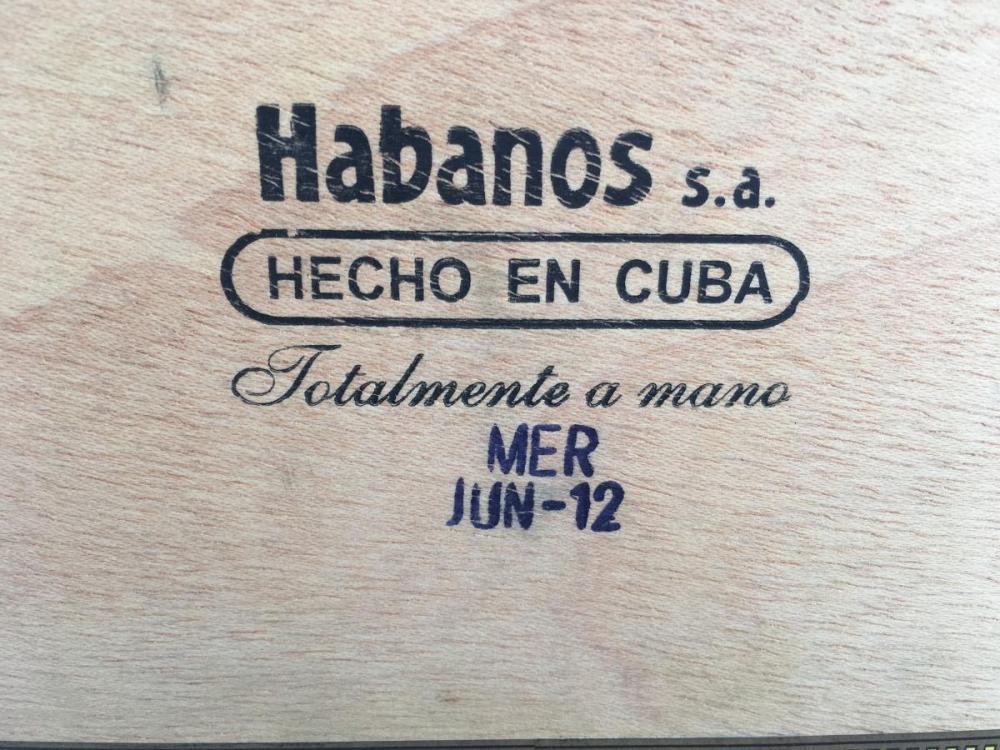 Habanos s.a.
HECHO EN CUBA
Totalmente a mano
MER
JUN-12